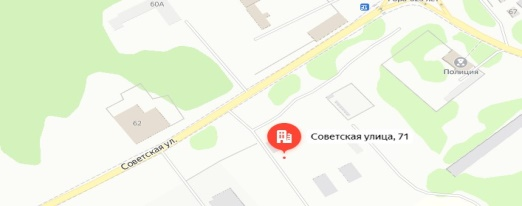 60А
Полиция
62
Советская улица, 71
Советская ул.